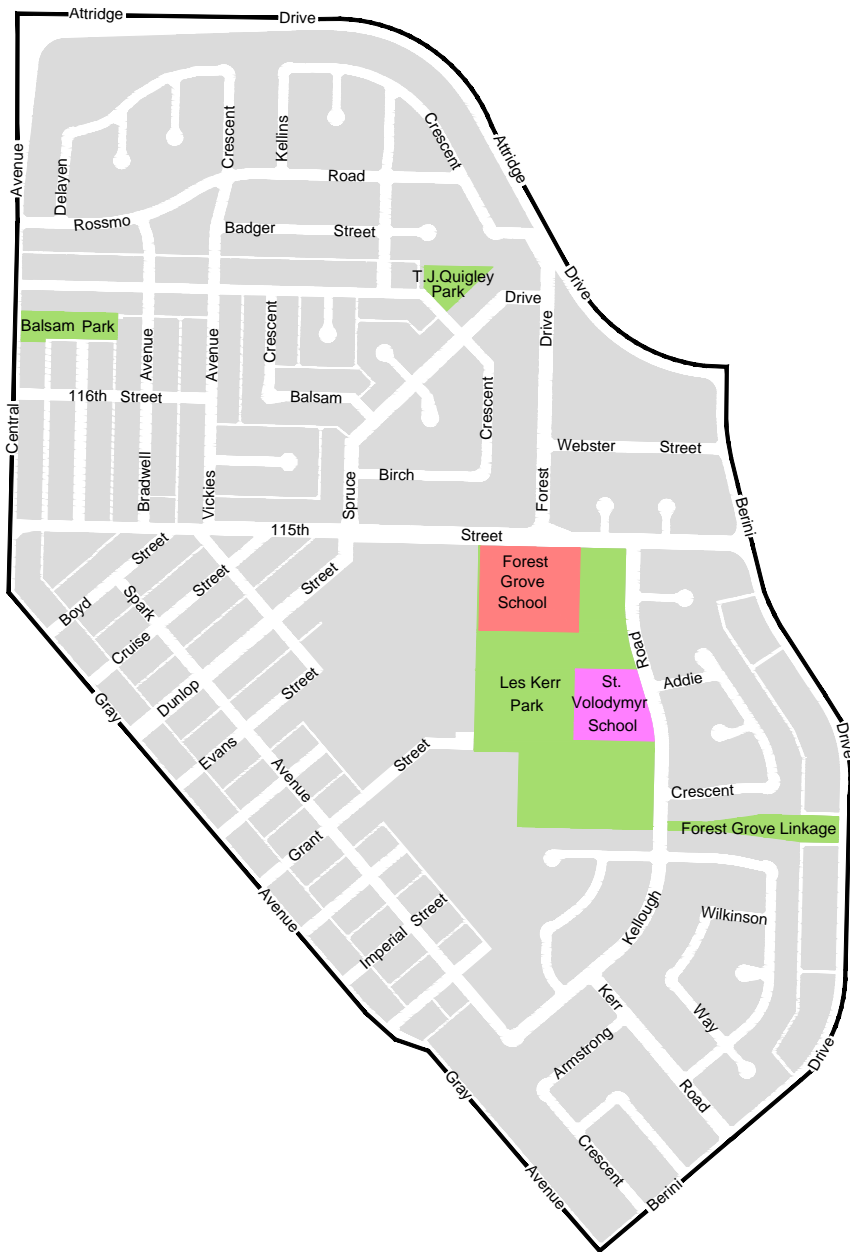 Attridge Drive
Crescent
Attridge
Drive
Avenue
Delayen
Crescent
Kellins
Road
Rossmo
Badger Street
T.J.Quigley
Park
Drive
Drive
Balsam Park
Avenue
Avenue
Crescent
116th Street
Balsam
Crescent
Central
Bradwell
Vickies
Spruce
Birch
Forest
Webster Street
Berini
115th Street
Street
Boyd
Spark
Street
Cruise
Street
Dunlop
Street
Evans
Gray
Avenue
Street
Grant
Avenue
Street
Imperial
Forest
Grove
School
Les Kerr
Park
St.
Volodymyr
School
Road
Addie
Crescent
Drive
Forest Grove Linkage
Kellough
Wilkinson
Way
Kerr
Road
Armstrong
Crescent
Drive
Berini
Gray
Avenue